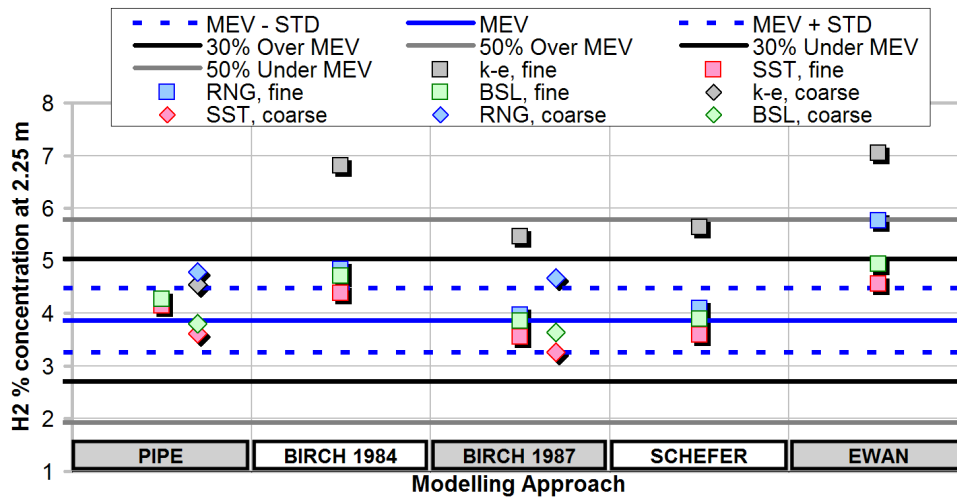 MEV - STD MEV MEV + STD
30% Over MEV 50% Over MEV 30% Under MEV
50% Under MEV k-e, fine SST, fine
RNG, fine BSL, fine k-e, coarse
SST, coarse RNG, coarse BSL, coarse
H2 % concentration at 2.25 m
8
7
6
5
4
3
2
1
PIPE BIRCH 1984 BIRCH 1987 SCHEFER EWAN
Modelling Approach